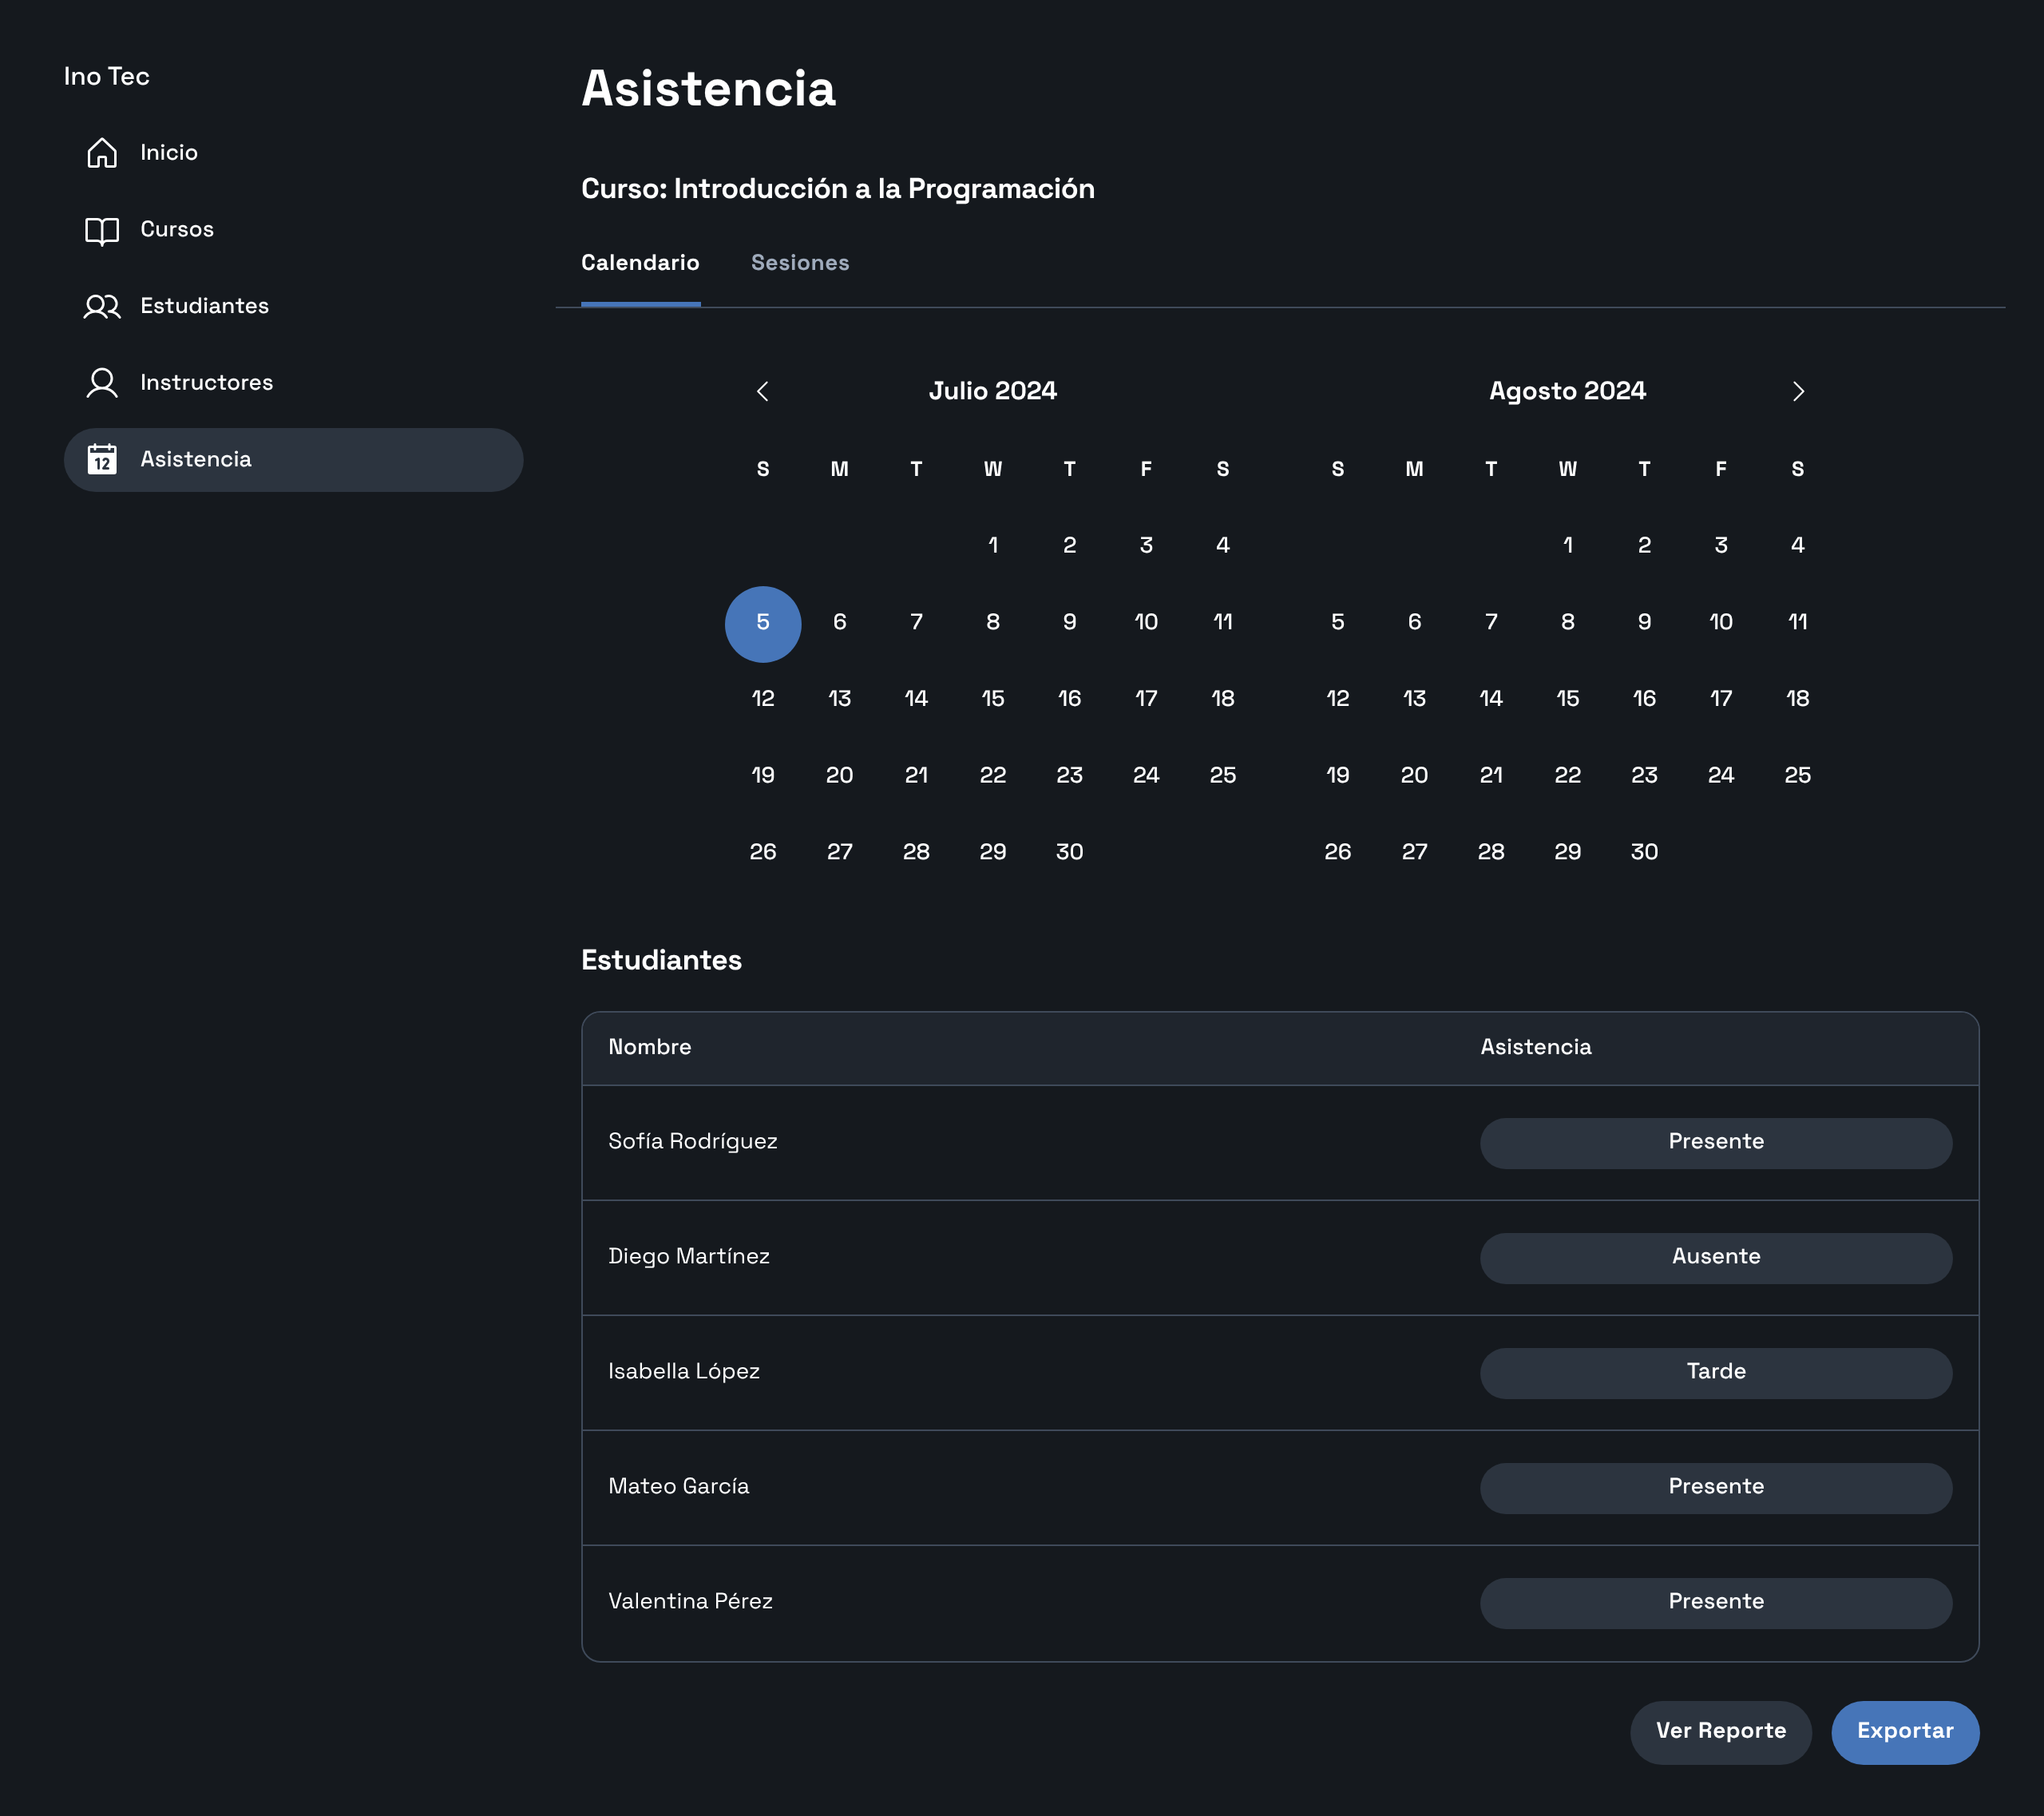 Ino Tec
Inicio
Cursos
Estudiantes
Instructores
12 Asistencia
Asistencia
Curso: Introducción a la Programación
Calendario Sesiones
Julio 2024
S M T W T F S
1 2 3 4
5 6 7 8 9 10 11
12 13 14 15 16 17 18
19 20 21 22 23 24 25
26 27 28 29 30
Agosto 2024
S M T W T F S
1 2 3 4
5 6 7 8 9 10 11
12 13 14 15 16 17 18
19 20 21 22 23 24 25
26 27 28 29 30
Estudiantes
Nombre Asistencia
Sofía Rodríguez Presente
Diego Martínez Ausente
Isabella López Tarde
Mateo García Presente
Valentina Pérez Presente
Ver Reporte Exportar